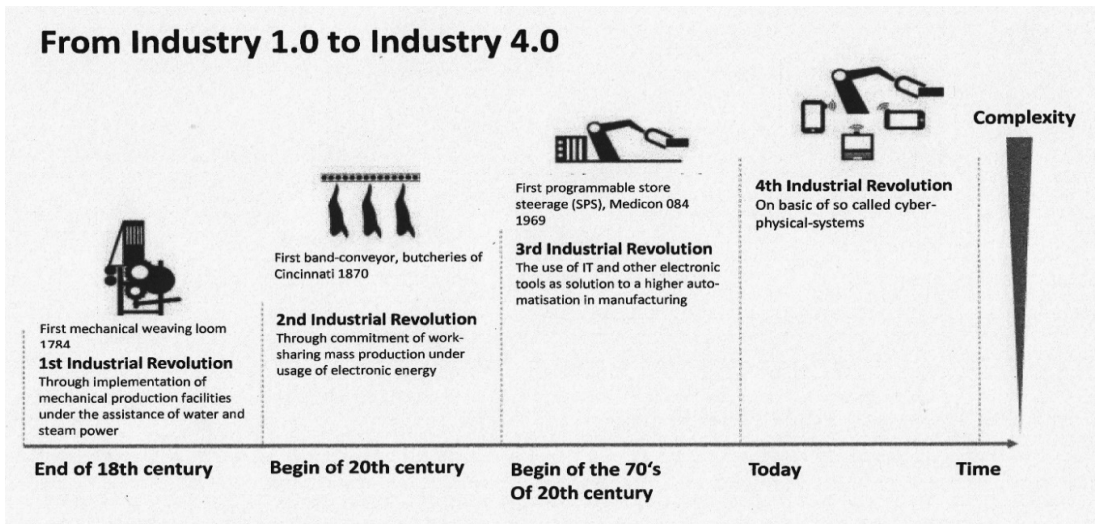 From Industry 1.0 to Industry 4.0
Complexity
First mechanical weaving loom
1784
1st Industrial Revolution
Through implementation of
mechanical production facilities
under the assistance of water and
steam power
First band-conveyor, butcheries of
Cincinnati 1870
2nd Industrial Revolution
Through commitment of work-
sharing mass production under
usage of electronic energy
First programmable store
steerage (SPS), Medicon 084
1969
3rd Industrial Revolution
The use of IT and other electronic
tools as solution to a higher auto-
matisation in manufacturing
4th Industrial Revolution
On basic of so called cyber-
physical-systems
End of 18th century
Begin of 20th century
Begin of the 70's
Of 20th century
Today
Time